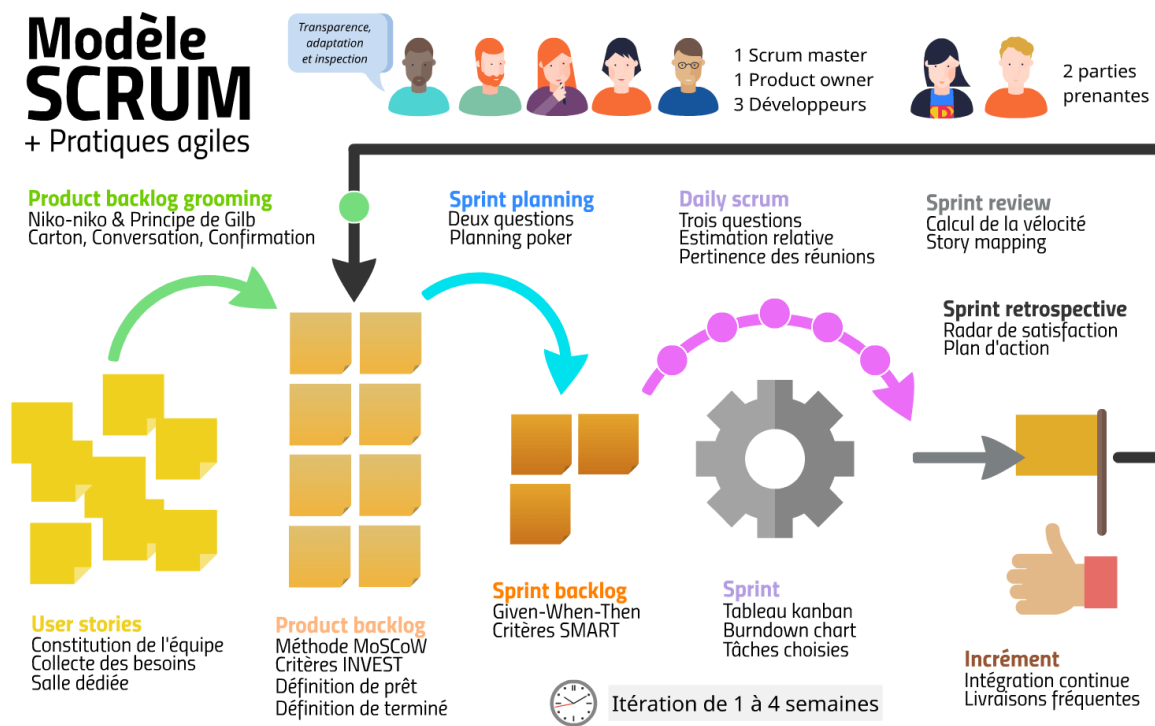 Modèle
SCRUM
+ Pratiques agiles
Transparence,
adaptation
et inspection
1 Scrum master
1 Product owner
3 Développeurs
2 parties
prenantes
Product backlog grooming
Niko-niko & Principe de Gilb
Carton, Conversation, Confirmation
Sprint planning
Deux questions
Planning poker
Daily scrum
Trois questions
Estimation relative
Pertinence des réunions
Sprint review
Calcul de la vélocité
Story mapping
Sprint retrospective
Radar de satisfaction
Plan d'action
User stories
Constitution de l'équipe
Collecte des besoins
Salle dédiée
Product backlog
Méthode MoSCoW
Critères INVEST
Définition de prêt
Définition de terminé
Sprint backlog
Given-When-Then
Critères SMART
Sprint
Tableau kanban
Burndown chart
Tâches choisies
Incrément
Intégration continue
Livraisons fréquentes
Itération de 1 à 4 semaines